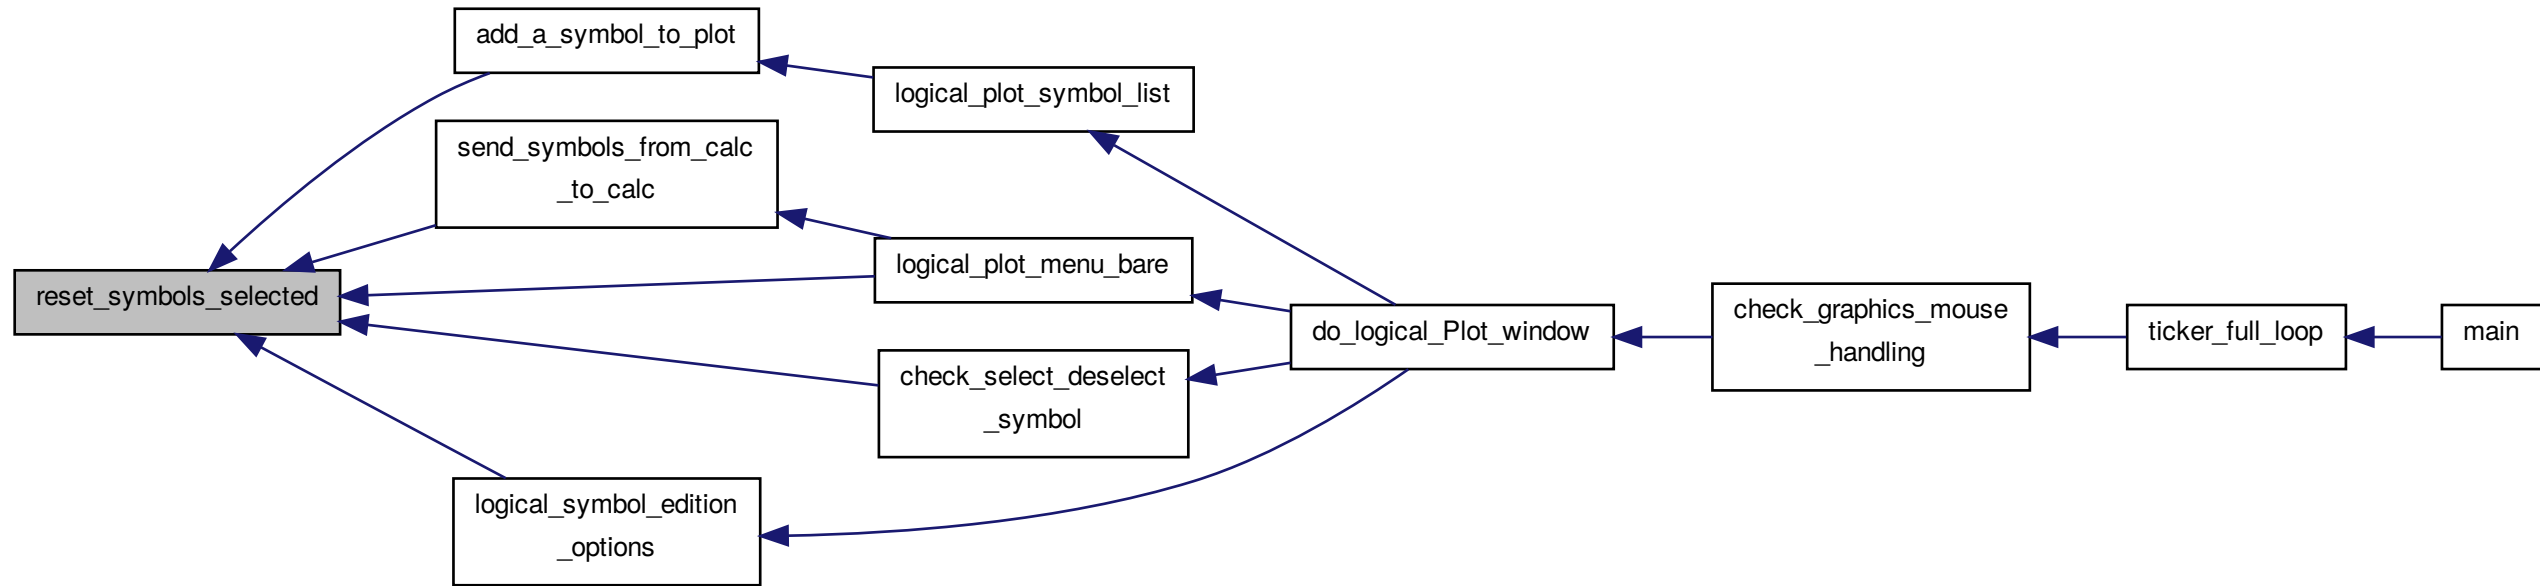 add_a_symbol_to_plot
logical_plot_symbol_list
send_symbols_from_calc
_to_calc
reset_symbols_selected
logical_plot_menu_bare
check_select_deselect
_symbol
logical_symbol_edition
_options
do_logical_Plot_window
check_graphics_mouse
_handling
ticker_full_loop
main